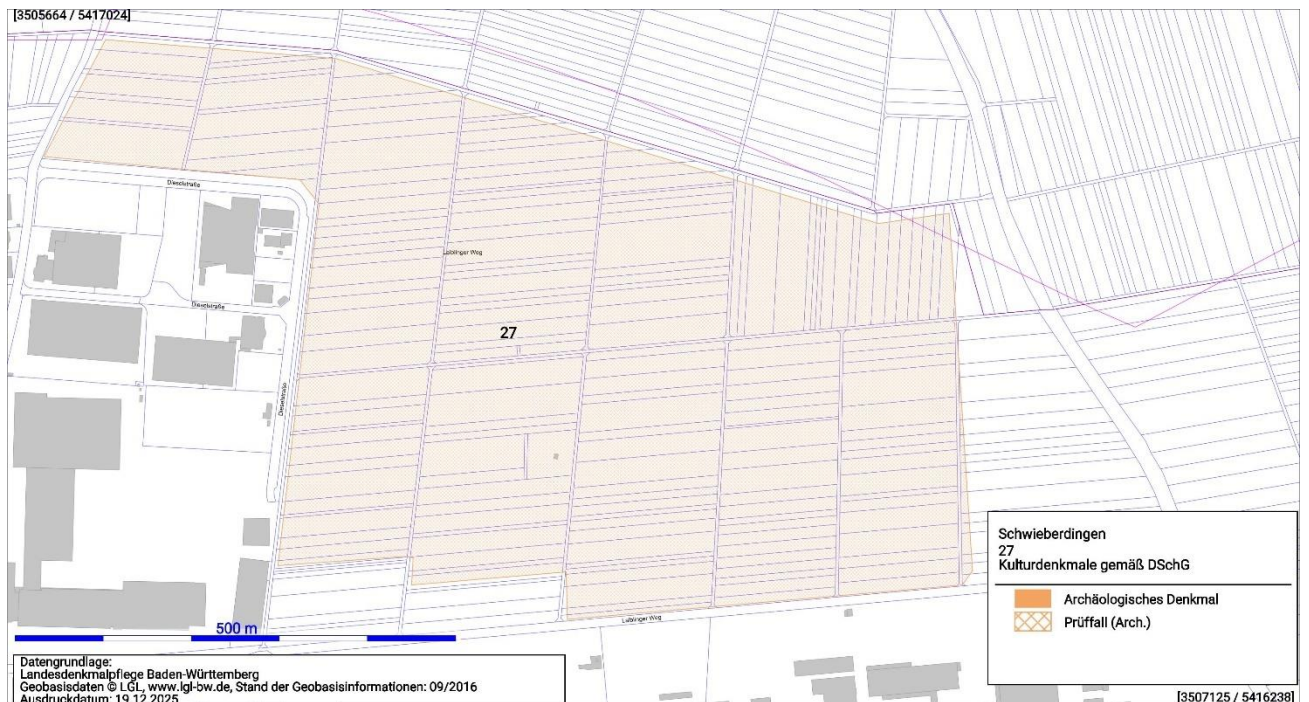 [3505664 / 5417024]
Dieselstraße
Laiblinger Weg
Dieselstraße
27
Dieselstraße
Schwieberdingen
27
Kulturdenkmale gemäß DSchG
Archäologisches Denkmal
Prüffall (Arch.)
500 m
Laiblinger Weg
Datengrundlage:
Landesdenkmalpflege Baden-Württemberg
Geobasisdaten © LGL, www.lgl-bw.de, Stand der Geobasisinformationen: 09/2016
Ausdruckdatum: 19.12.2025
[3507125 / 5416238]